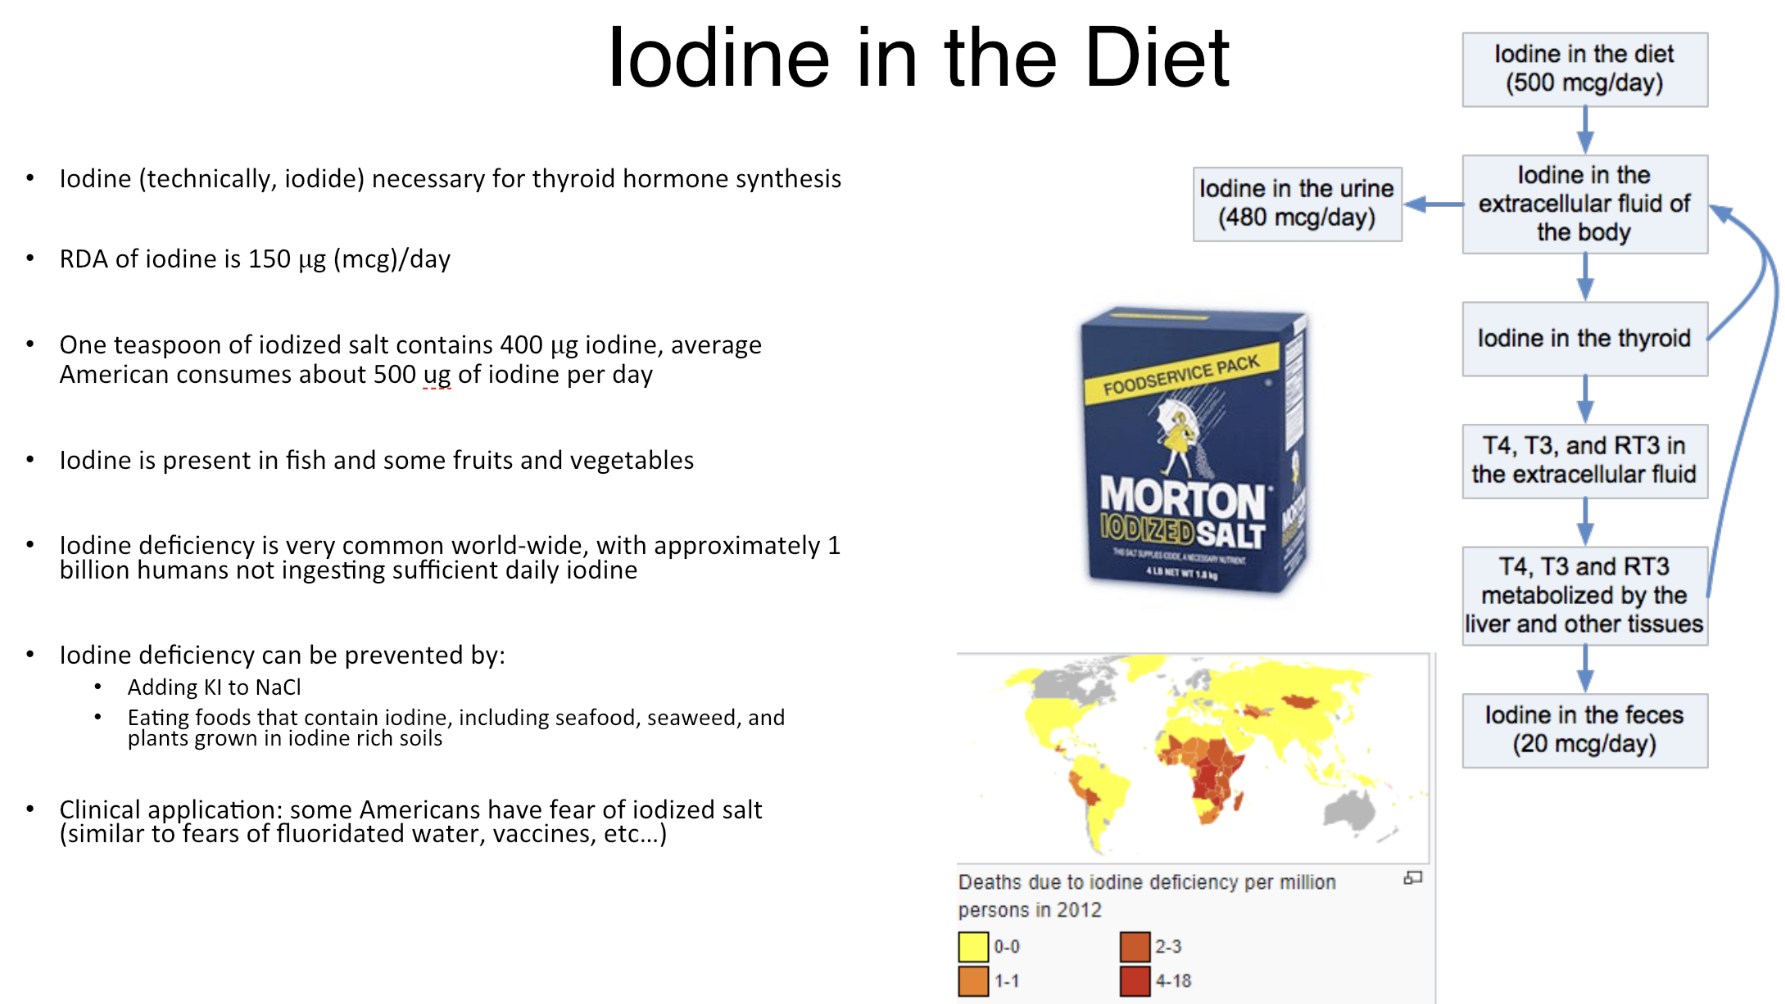 Iodine in the Diet
• Iodine (technically, iodide) necessary for thyroid hormone synthesis
• RDA of iodine is 150 μg (mcg)/day
• One teaspoon of iodized salt contains 400 μg iodine, average
American consumes about 500 ug of iodine per day
• Iodine is present in fish and some fruits and vegetables
• Iodine deficiency is very common world-wide, with approximately 1
billion humans not ingesting sufficient daily iodine
• Iodine deficiency can be prevented by:
• Adding KI to NaCl
• Eating foods that contain iodine, including seafood, seaweed, and
plants grown in iodine rich soils
• Clinical application: some Americans have fear of iodized salt
(similar to fears of fluoridated water, vaccines, etc...)
Iodine in the diet
(500 mcg/day)
Iodine in the urine
(480 mcg/day)
Iodine in the
extracellular fluid of
the body
Iodine in the thyroid
T4, T3, and RT3 in
the extracellular fluid
T4, T3 and RT3
metabolized by the
liver and other tissues
Iodine in the feces
(20 mcg/day)
FOODSERVICE PACK
MORTON
IODIZED SALT
THIS SALT SUPPLIES IODIDE, A NECESSARY NUTRIENT.
4 LB NET WT 1.8 kg
MORTON
Deaths due to iodine deficiency per million
persons in 2012
0-0
2-3
1-1
4-18